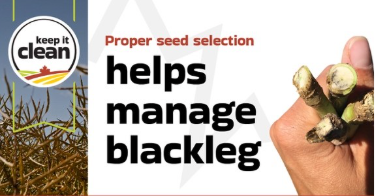 keep it
clean
Proper seed selection
helps
manage
blackleg